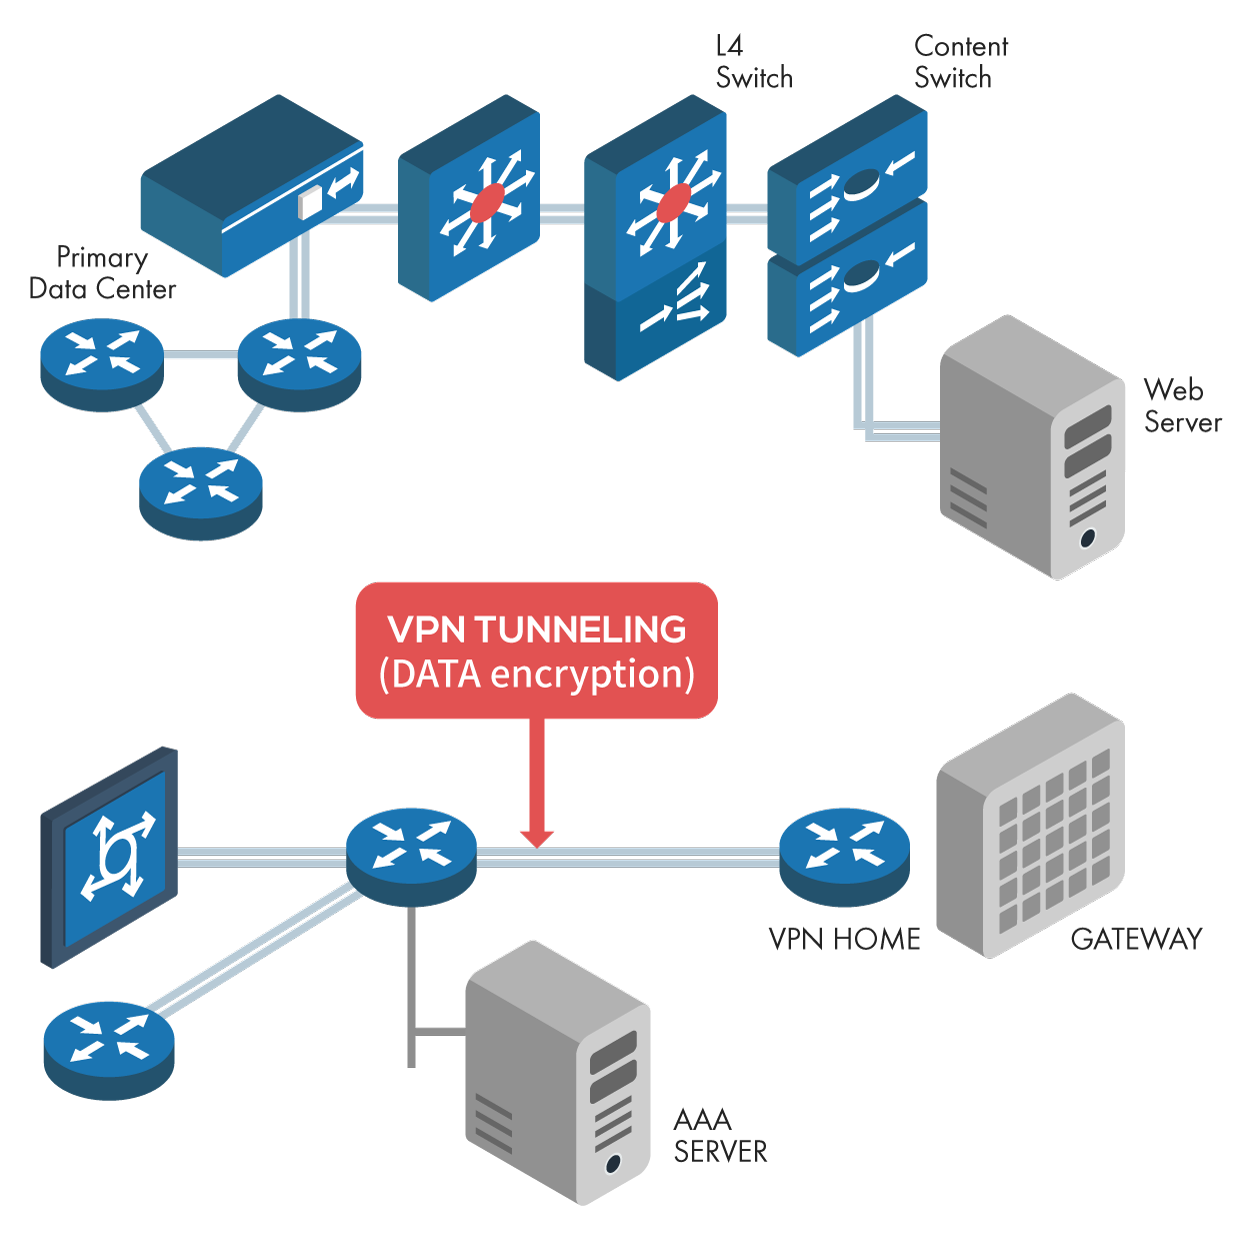 L4
Switch
Content
Switch
Primary
Data Center
Web
Server
VPN TUNNELING
(DATA encryption)
VPN HOME
GATEWAY
AAA
SERVER